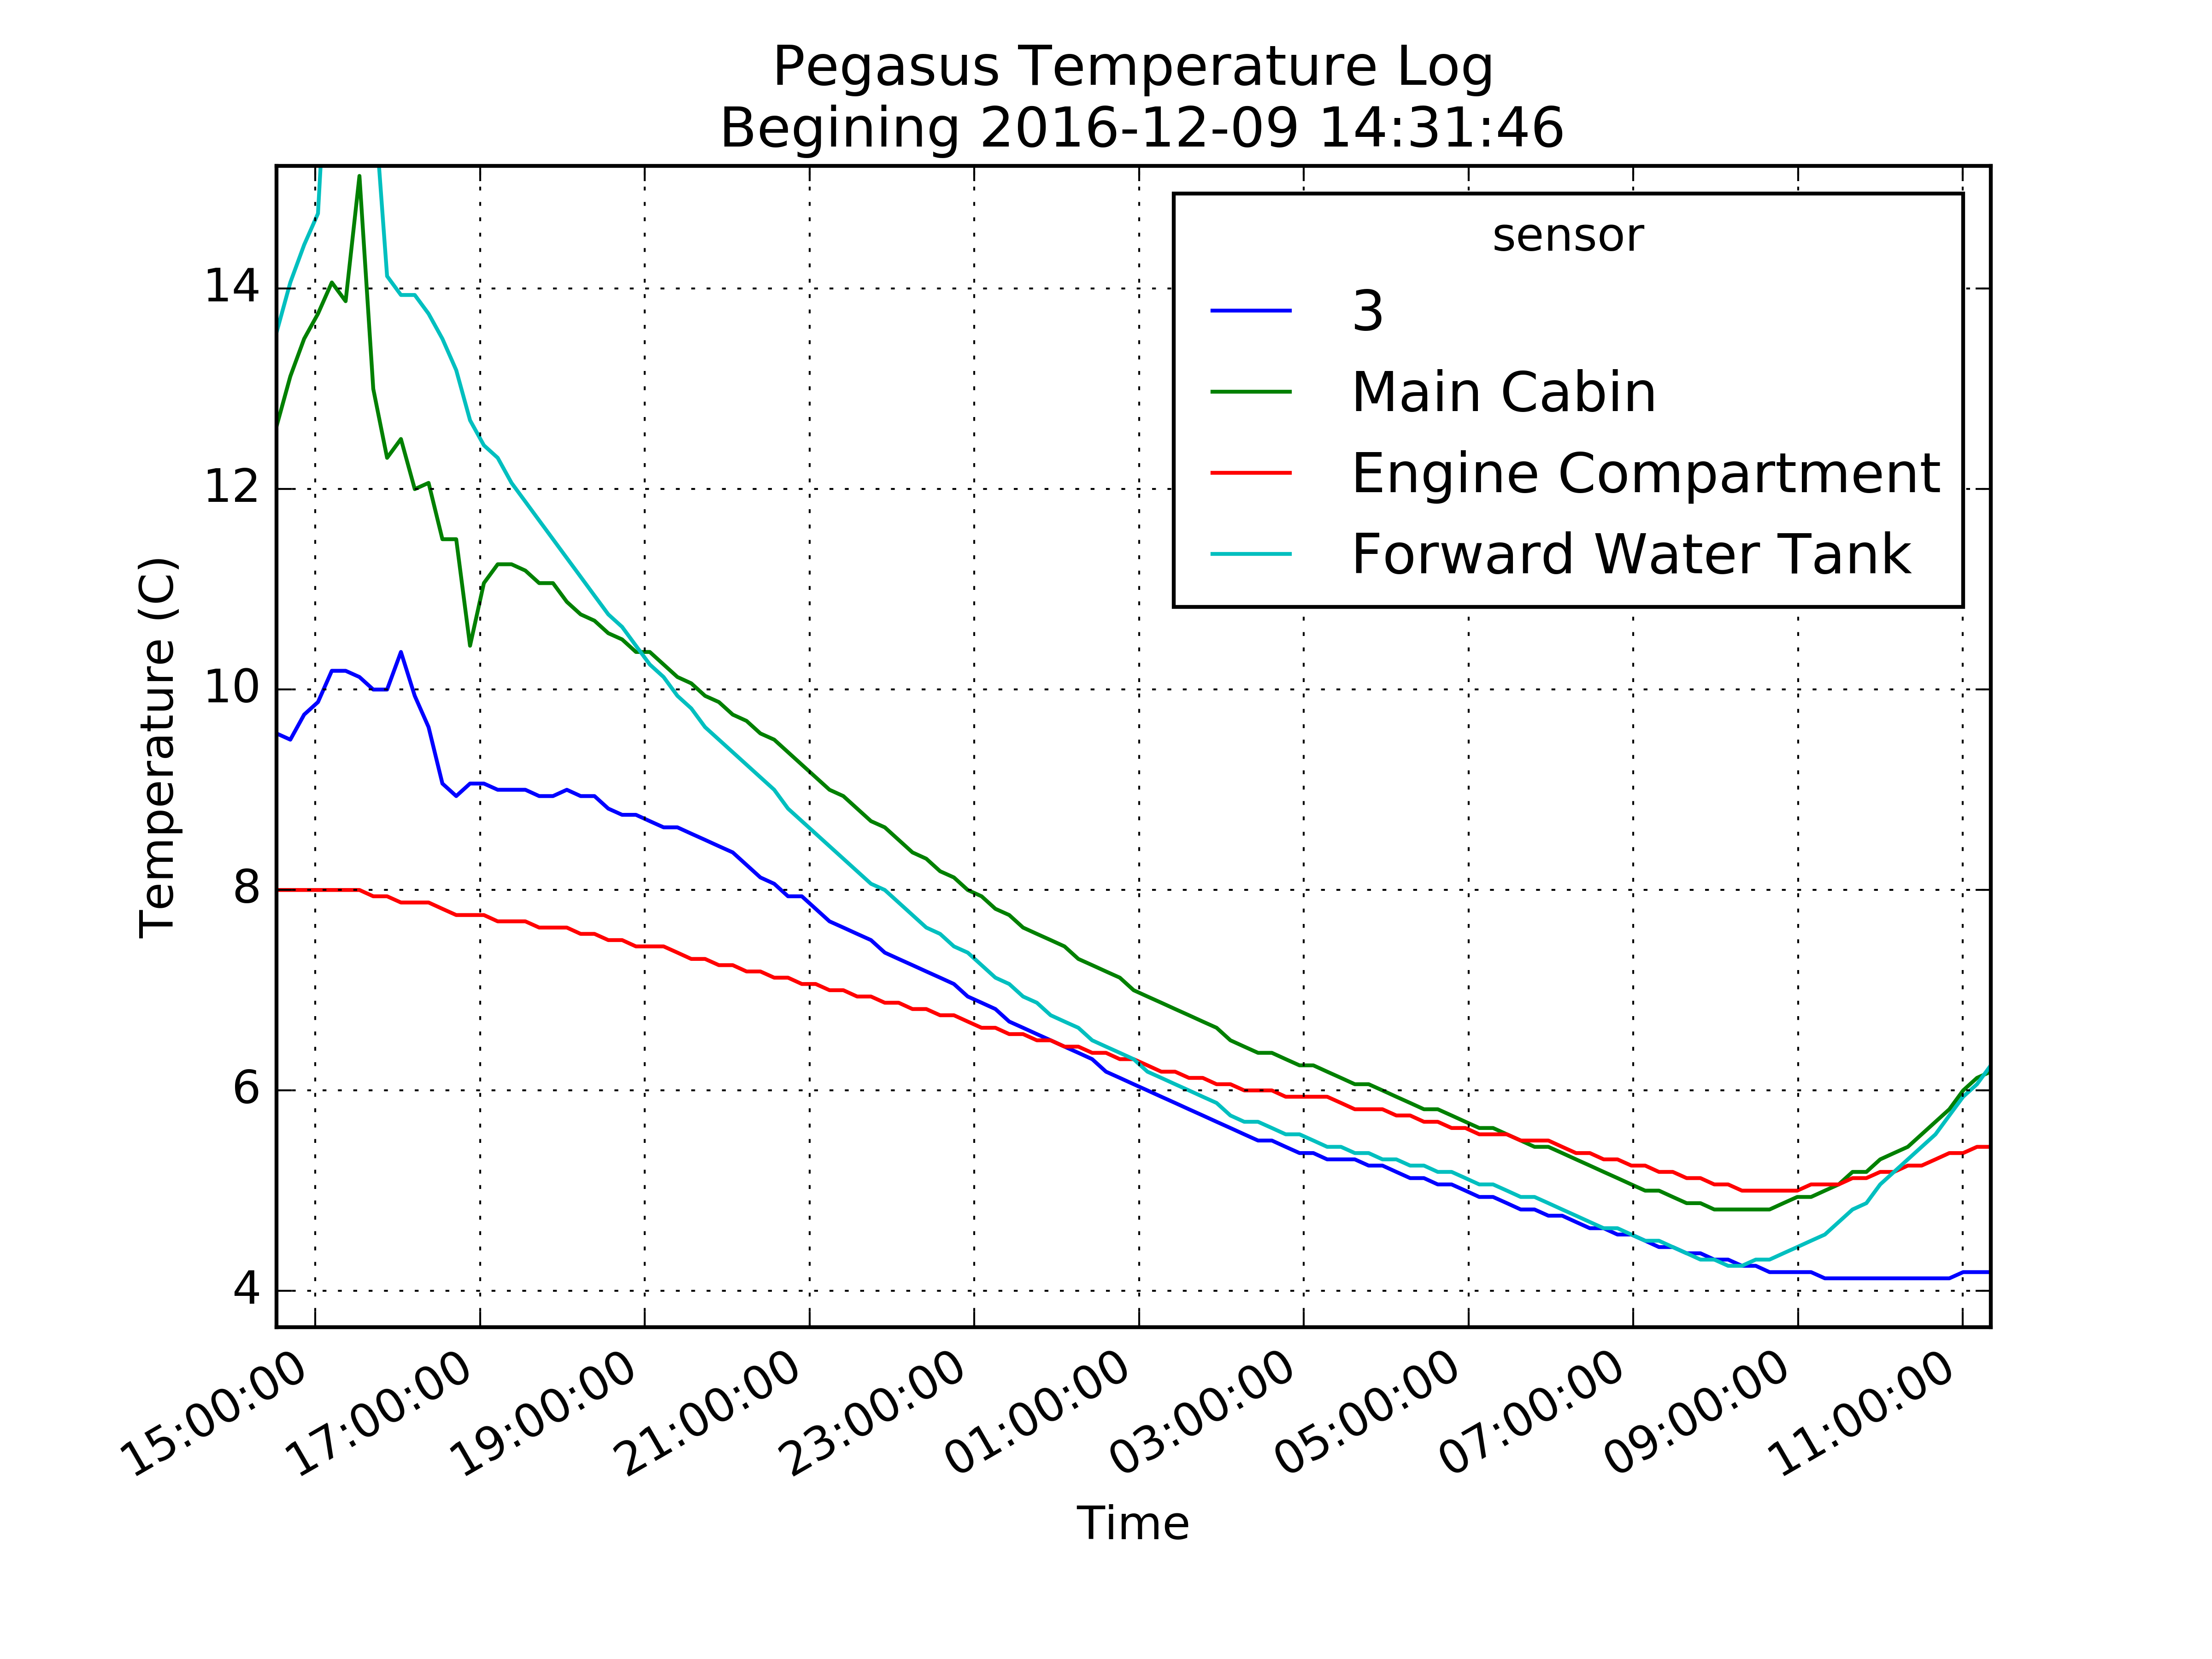 Pegasus Temperature Log
Begining 2016-12-09 14:31:46
sensor
3
Main Cabin
Engine Compartment
Forward Water Tank
Temperature (C)
14
12
10
8
6
4
15:00:00
17:00:00
19:00:00
21:00:00
23:00:00
01:00:00
03:00:00
05:00:00
07:00:00
09:00:00
11:00:00
Time